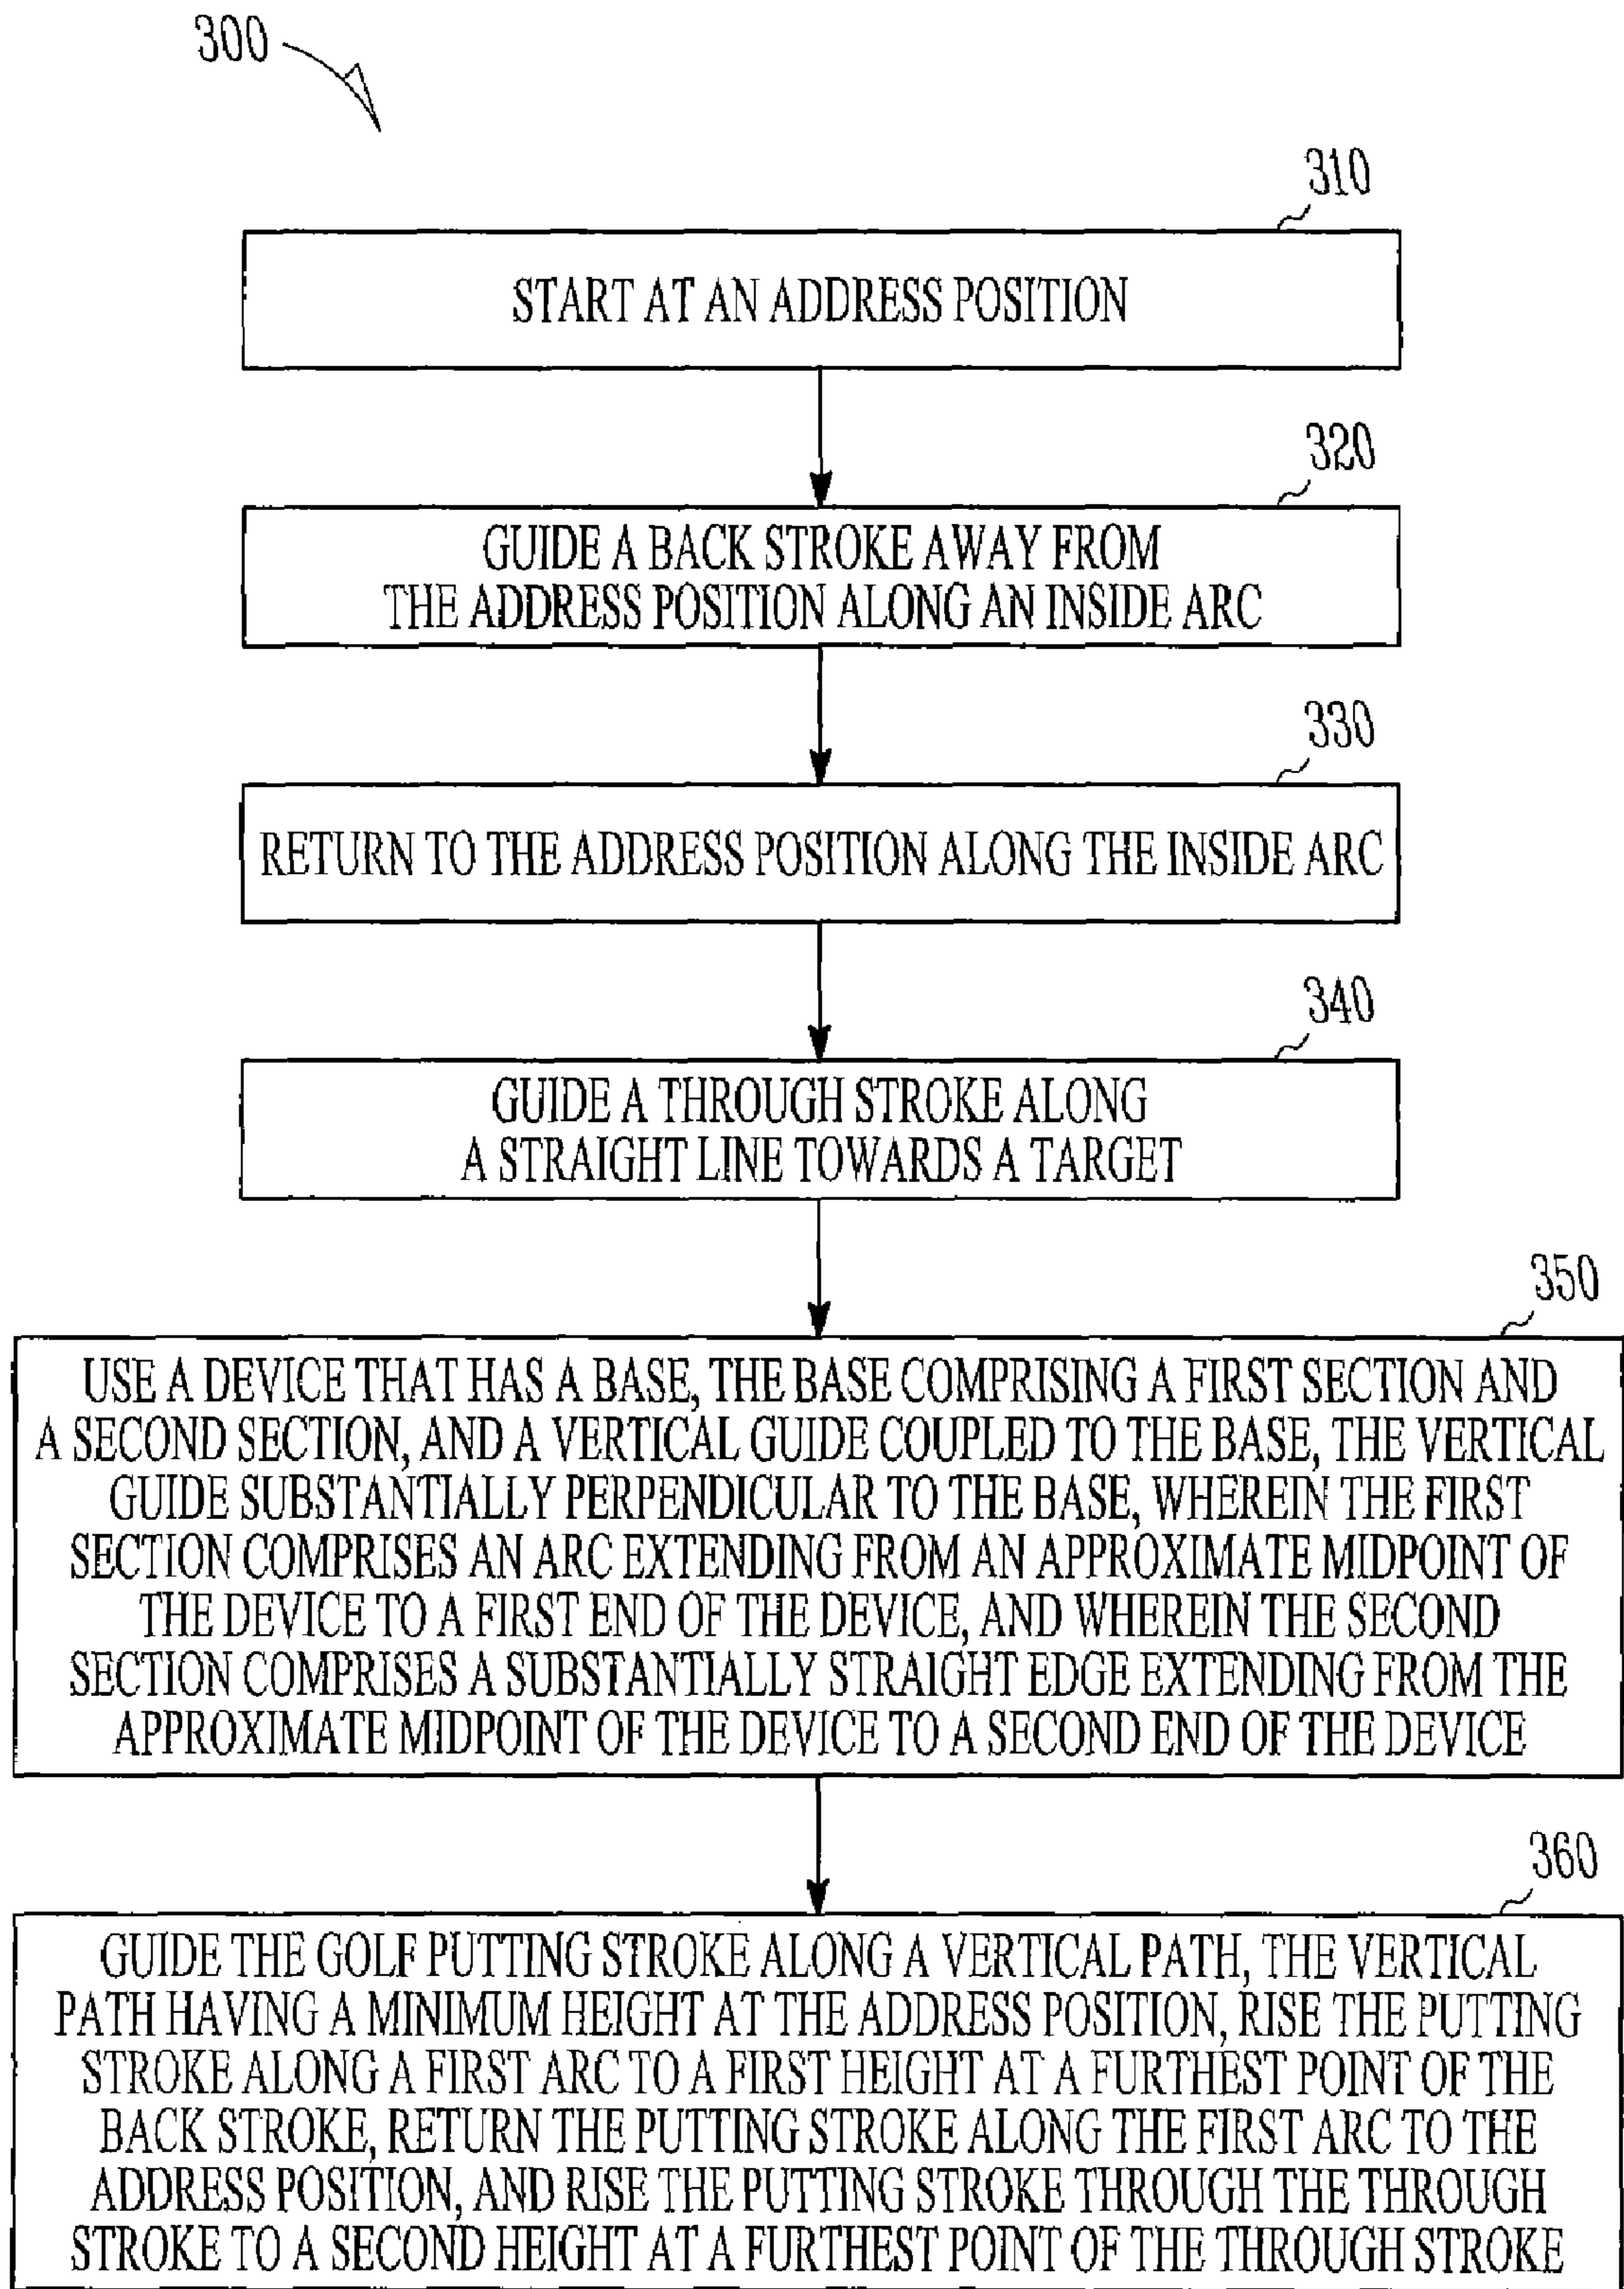 300
310
START AT AN ADDRESS POSITION
320
GUIDE A BACK STROKE AWAY FROM
THE ADDRESS POSITION ALONG AN INSIDE ARC
330
RETURN TO THE ADDRESS POSITION ALONG THE INSIDE ARC
340
GUIDE A THROUGH STROKE ALONG
A STRAIGHT LINE TOWARDS A TARGET
350
USE A DEVICE THAT HAS A BASE, THE BASE COMPRISING A FIRST SECTION AND
A SECOND SECTION, AND A VERTICAL GUIDE COUPLED TO THE BASE, THE VERTICAL
GUIDE SUBSTANTIALLY PERPENDICULAR TO THE BASE, WHEREIN THE FIRST
SECTION COMPRISES AN ARC EXTENDING FROM AN APPROXIMATE MIDPOINT OF
THE DEVICE TO A FIRST END OF THE DEVICE, AND WHEREIN THE SECOND
SECTION COMPRISES A SUBSTANTIALLY STRAIGHT EDGE EXTENDING FROM THE
APPROXIMATE MIDPOINT OF THE DEVICE TO A SECOND END OF THE DEVICE
360
GUIDE THE GOLF PUTTING STROKE ALONG A VERTICAL PATH, THE VERTICAL
PATH HAVING A MINIMUM HEIGHT AT THE ADDRESS POSITION, RISE THE PUTTING
STROKE ALONG A FIRST ARC TO A FIRST HEIGHT AT A FURTHEST POINT OF THE
BACK STROKE, RETURN THE PUTTING STROKE ALONG THE FIRST ARC TO THE
ADDRESS POSITION, AND RISE THE PUTTING STROKE THROUGH THE THROUGH
STROKE TO A SECOND HEIGHT AT A FURTHEST POINT OF THE THROUGH STROKE